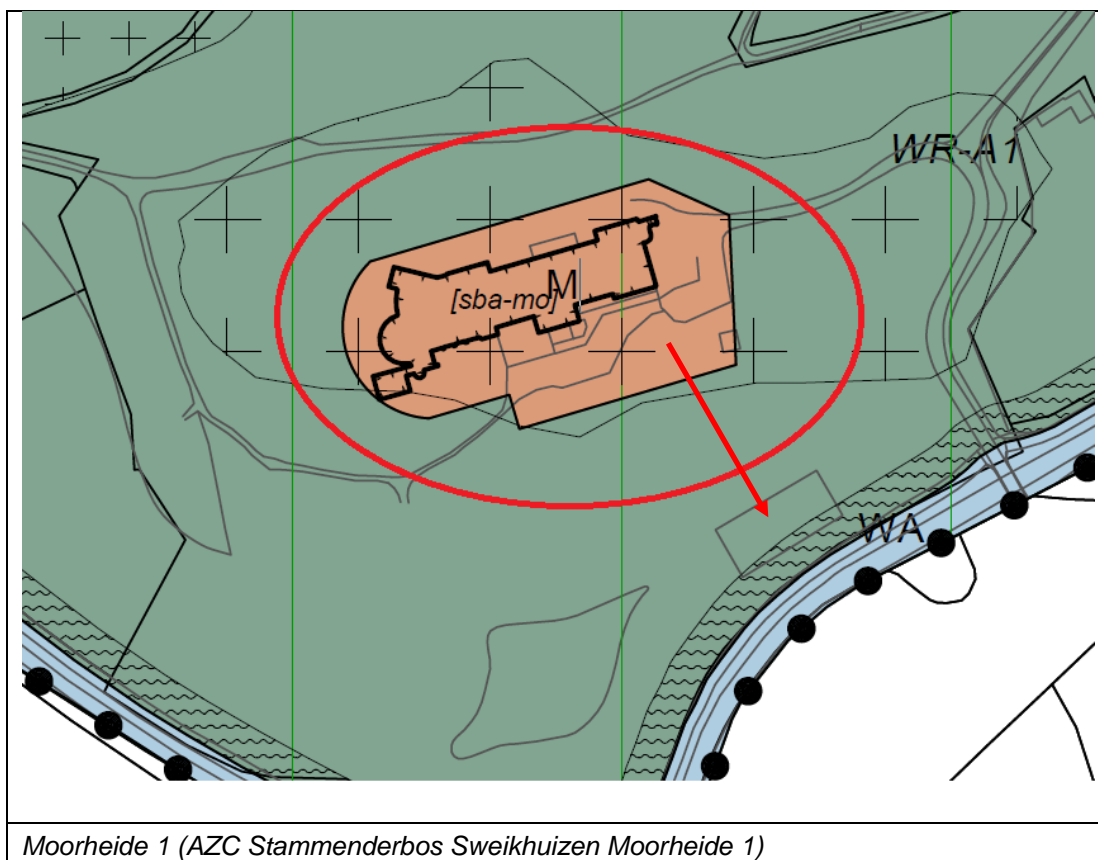 WR-A1
M
[sba-mo]
WA
Moorheide 1 (AZC Stammenderbos Sweikhuizen Moorheide 1)